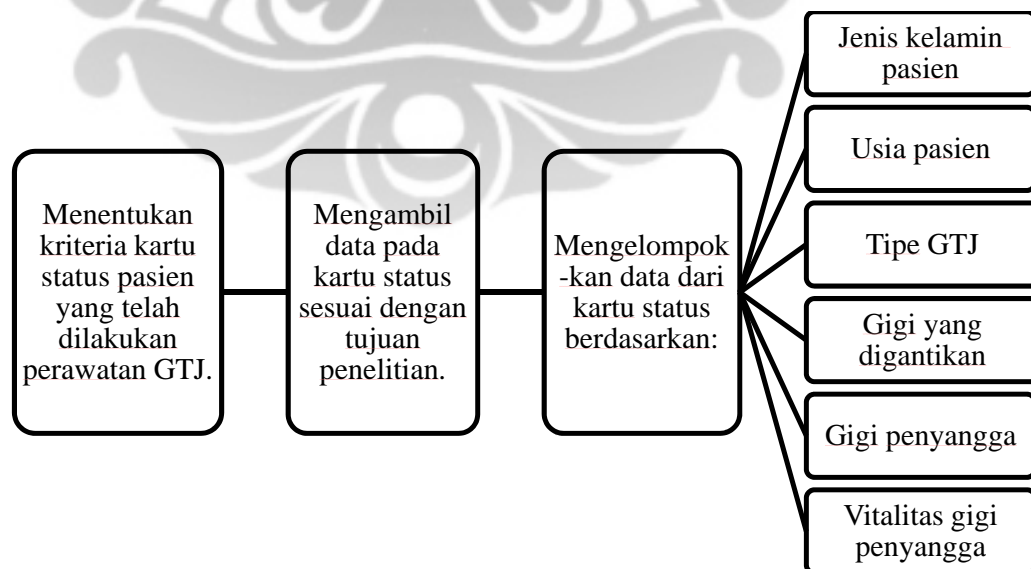 Menentukan
kriteria kartu
status pasien
yang telah
dilakukan
perawatan GTJ.
Mengambil
data pada
kartu status
sesuai dengan
tujuan
penelitian.
Mengelompok
-kan data dari
kartu status
berdasarkan:
Jenis kelamin
pasien
Usia pasien
Tipe GTJ
Gigi yang
digantikan
Gigi penyangga
Vitalitas gigi
penyangga